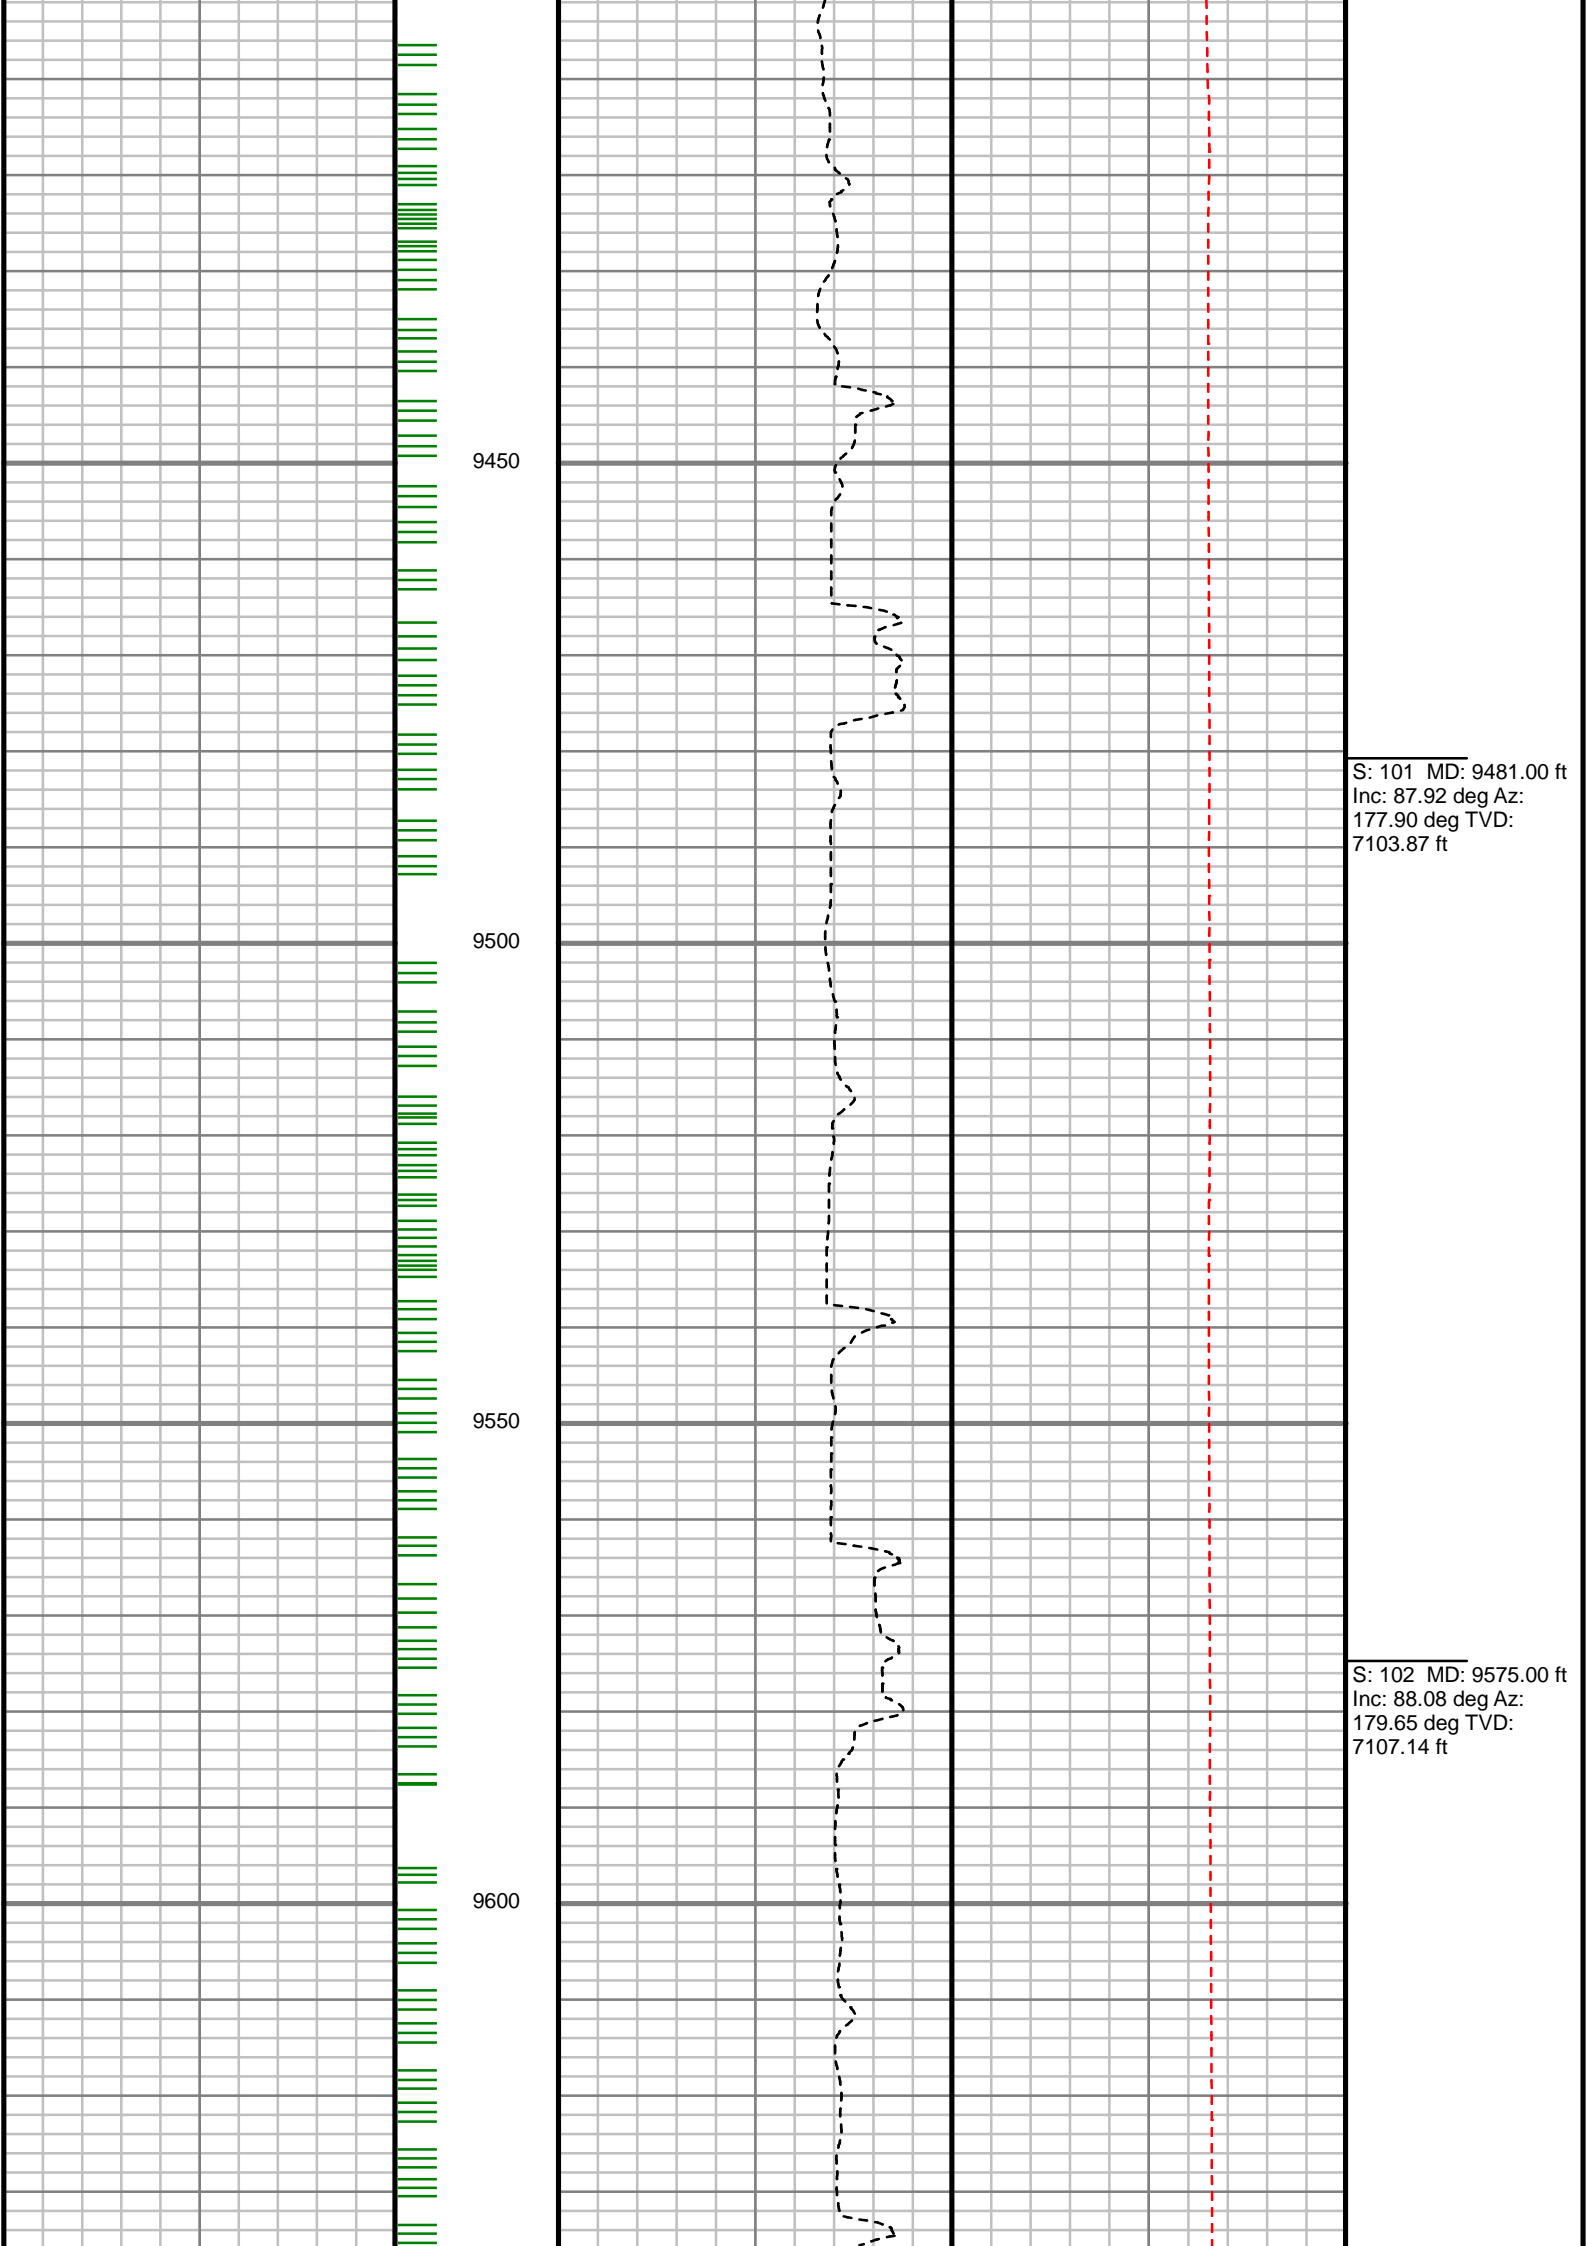 9450
S: 101 MD: 9481.00 ft
Inc: 87.92 deg Az:
177.90 deg TVD:
7103.87 ft
9500
9550
S: 102 MD: 9575.00 ft
Inc: 88.08 deg Az:
179.65 deg TVD:
7107.14 ft
9600